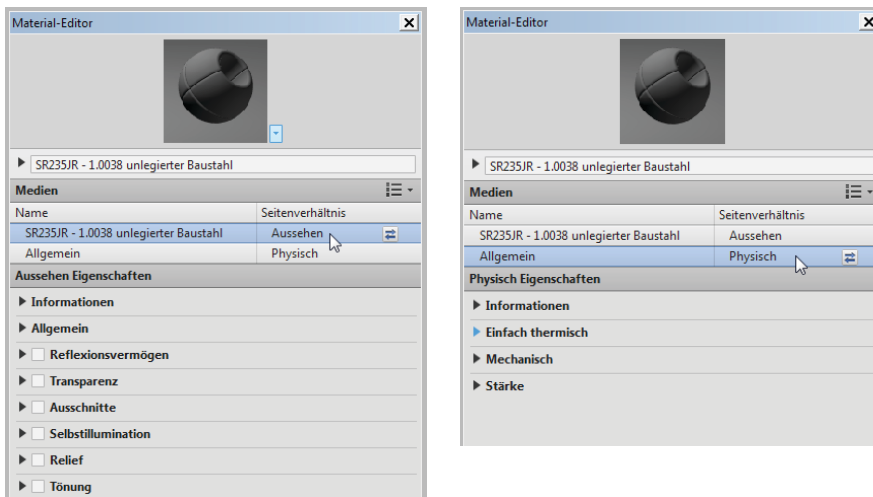 Material-Editor
SR235JR - 1.0038 unlegierter Baustahl
Medien
Name Seitenverhältnis
SR235JR - 1.0038 unlegierter Baustahl Aussehen
Allgemein Physisch
Aussehen Eigenschaften
Informationen
Allgemein
Reflexionsvermögen
Transparenz
Ausschnitte
Selbstillumination
Relief
Tönung
Material-Editor
SR235JR - 1.0038 unlegierter Baustahl
Medien
Name Seitenverhältnis
SR235JR - 1.0038 unlegierter Baustahl Aussehen
Allgemein Physisch
Physisch Eigenschaften
Informationen
Einfach thermisch
Mechanisch
Stärke